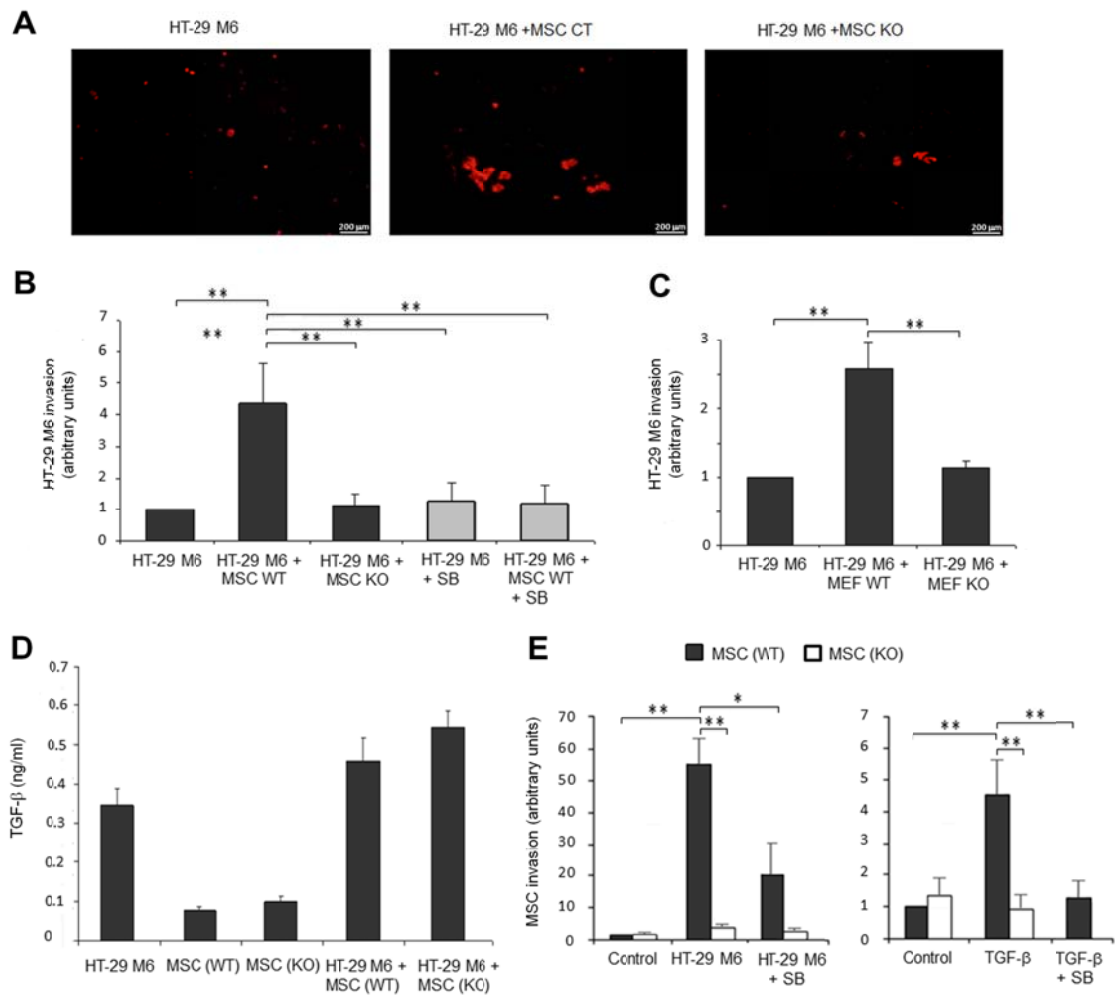 A
HT-29 M6
HT-29 M6 +MSC CT
HT-29 M6 +MSC KO
200 µm
200 µm
200 µm
B
HT-29 M6 invasion
(arbitrary units)
7
6
5
4
3
2
1
0
**
**
**
**
**
HT-29 M6
HT-29 M6 +
MSC WT
HT-29 M6 +
MSC KO
HT-29 M6
+ SB
HT-29 M6 +
MSC WT
+ SB
C
HT-29 M6 invasion
(arbitrary units)
3
2
1
0
**
**
HT-29 M6
HT-29 M6 +
MEF WT
HT-29 M6 +
MEF KO
D
TGF-β (ng/ml)
0.7
0.6
0.5
0.4
0.3
0.2
0.1
0
HT-29 M6
MSC (WT)
MSC (KO)
HT-29 M6 +
MSC (WT)
HT-29 M6 +
MSC (KO)
E
MSC (WT)
MSC (KO)
MSC invasion (arbitrary units)
70
60
50
40
30
20
10
0
**
*
**
Control
HT-29 M6
HT-29 M6
+ SB
7
6
5
4
3
2
1
0
**
**
**
Control
TGF-β
TGF-β
+ SB